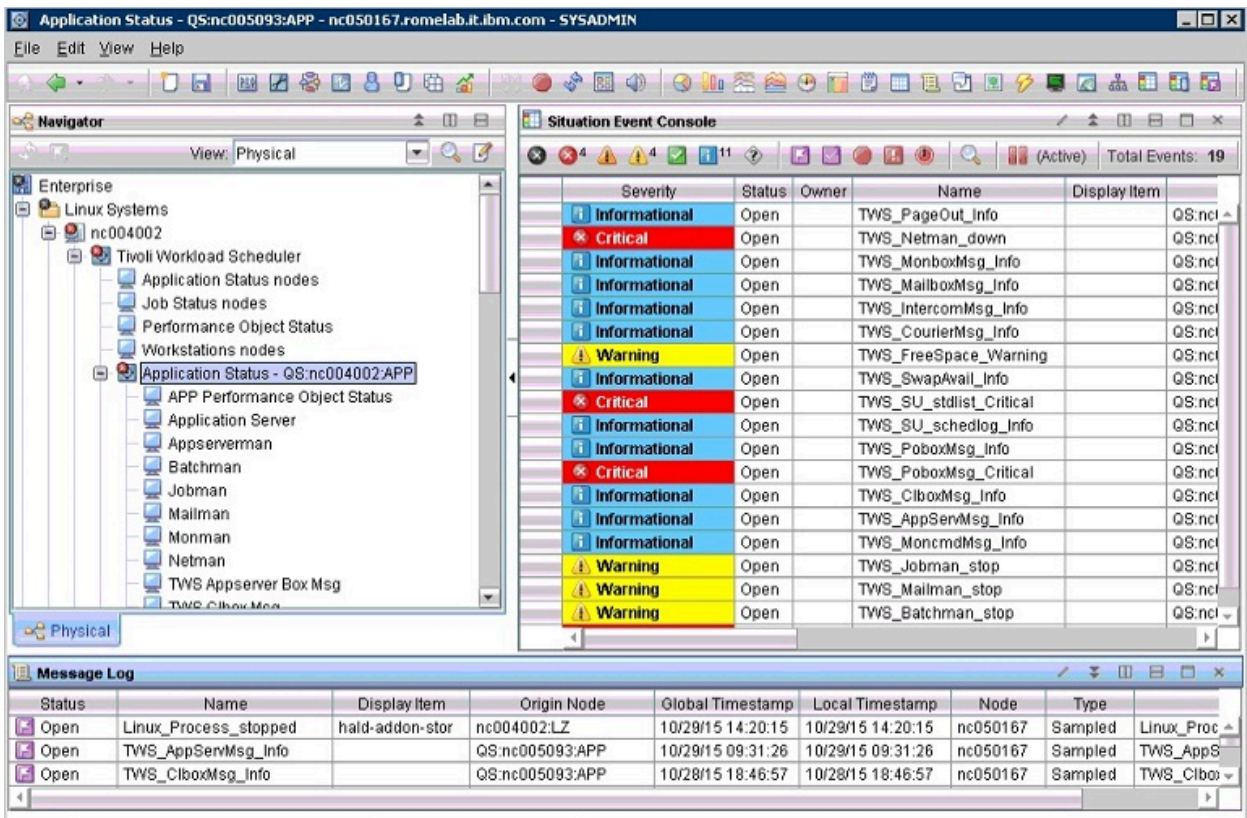 Application Status - QS:nc005093:APP - nc050167.romelab.it.ibm.com - SYSADMIN
File Edit View Help
Navigator
View: Physical
Enterprise
Linux Systems
nc004002
Tivoli Workload Scheduler
Application Status nodes
Job Status nodes
Performance Object Status
Workstations nodes
Application Status - QS:nc004002:APP
APP Performance Object Status
Application Server
Appserverman
Batchman
Jobman
Mailman
Monman
Netman
TWS Appserver Box Msg
TWS Clbox Msg
Physical
Situation Event Console
4 4 11 (Active) Total Events: 19
Severity Status Owner Name Display Item
Informational Open TWS_PageOut_Info QS:nc
Critical Open TWS_Netman_down QS:nc
Informational Open TWS_MonboxMsg_Info QS:nc
Informational Open TWS_MailboxMsg_Info QS:nc
Informational Open TWS_IntercomMsg_Info QS:nc
Informational Open TWS_CourierMsg_Info QS:nc
Warning Open TWS_FreeSpace_Warning QS:nc
Informational Open TWS_SwapAvail_Info QS:nc
Critical Open TWS_SU_stdlist_Critical QS:nc
Informational Open TWS_SU_schedlog_Info QS:nc
Informational Open TWS_PoboxMsg_Info QS:nc
Critical Open TWS_PoboxMsg_Critical QS:nc
Informational Open TWS_ClboxMsg_Info QS:nc
Informational Open TWS_AppServMsg_Info QS:nc
Informational Open TWS_MoncmdMsg_Info QS:nc
Warning Open TWS_Jobman_stop QS:nc
Warning Open TWS_Mailman_stop QS:nc
Warning Open TWS_Batchman_stop QS:nc
Message Log
Status Name Display Item Origin Node Global Timestamp Local Timestamp Node Type
Open Linux_Process_stopped hald-addon-stor nc004002:LZ 10/29/15 14:20:15 10/29/15 14:20:15 nc050167 Sampled Linux_Proc
Open TWS_AppServMsg_Info QS:nc005093:APP 10/29/15 09:31:26 10/29/15 09:31:26 nc050167 Sampled TWS_AppS
Open TWS_ClboxMsg_Info QS:nc005093:APP 10/28/15 18:46:57 10/28/15 18:46:57 nc050167 Sampled TWS_Clbo